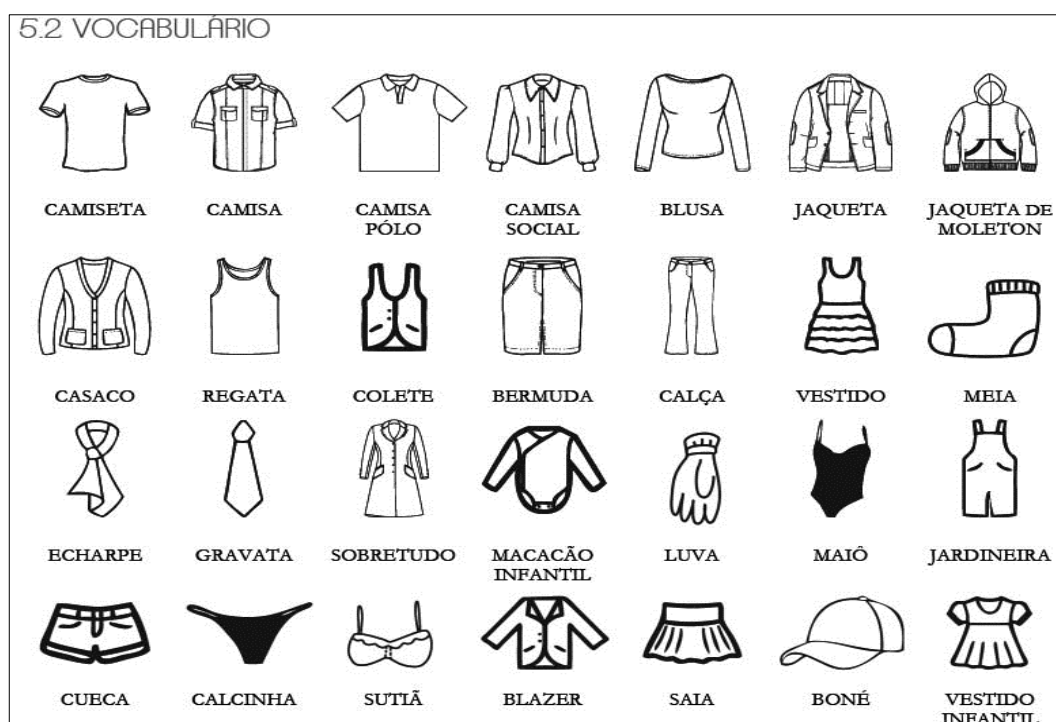 5.2 VOCABULÁRIO
CAMISETA CAMISA CAMISA CAMISA BLUSA JAQUETA JAQUETA DE
PÓLO SOCIAL MOLETON
CASACO REGATA COLETE BERMUDA CALÇA VESTIDO MEIA
ECHARPE GRAVATA SOBRETUDO MACACÃO LUVA MAIÔ JARDINEIRA
INFANTIL
CUECA CALCINHA SUTIÃ BLAZER SAIA BONÉ VESTIDO
INFANTIL